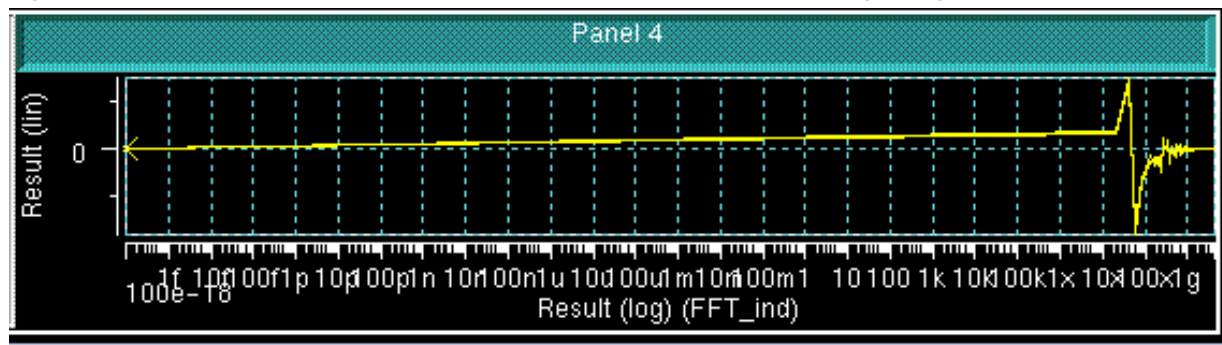 Panel 4
Result (lin)
0
100e-18 1f 10f 100f 1p 10p 100p 1n 10n 100n 1u 10u 100u 1m 10m 100m 1 10 100 1k 10k 100k 1x 10x 100x 1g
Result (log) (FFT_ind)